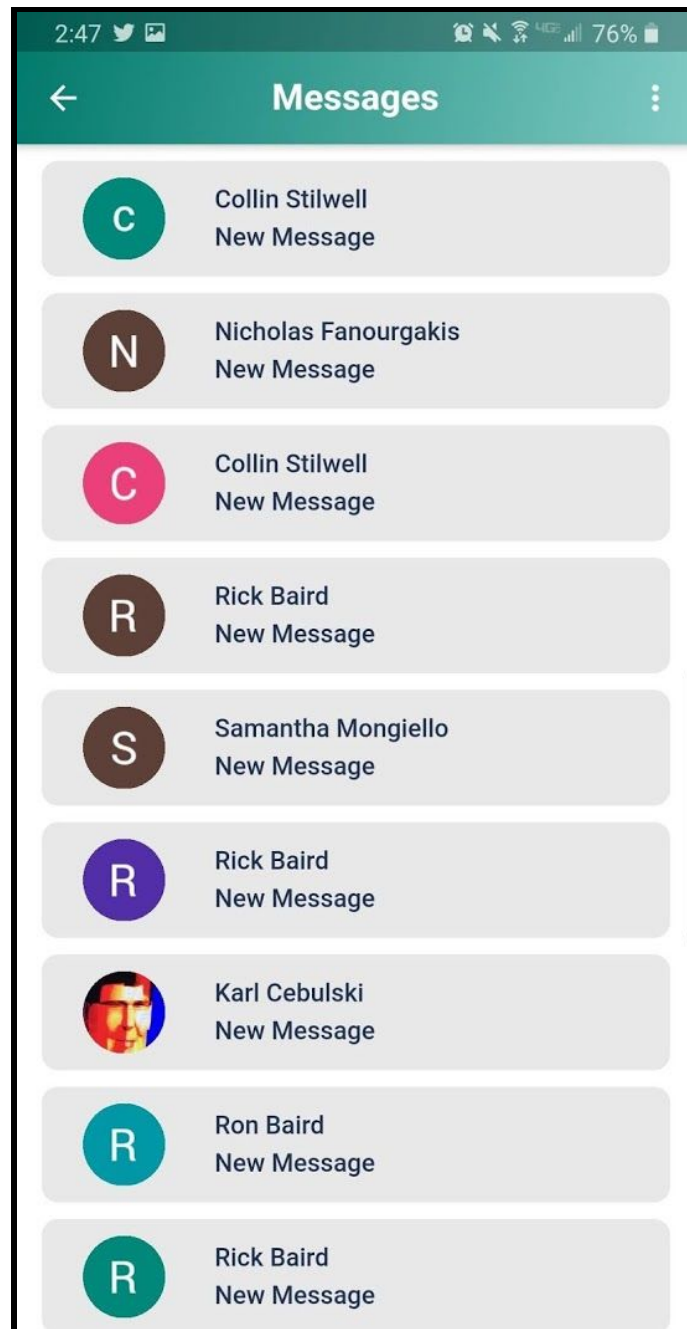 2:47 4GE 76%
Messages
C
Collin Stilwell
New Message
N
Nicholas Fanourgakis
New Message
C
Collin Stilwell
New Message
R
Rick Baird
New Message
S
Samantha Mongiello
New Message
R
Rick Baird
New Message
Karl Cebulski
New Message
R
Ron Baird
New Message
R
Rick Baird
New Message